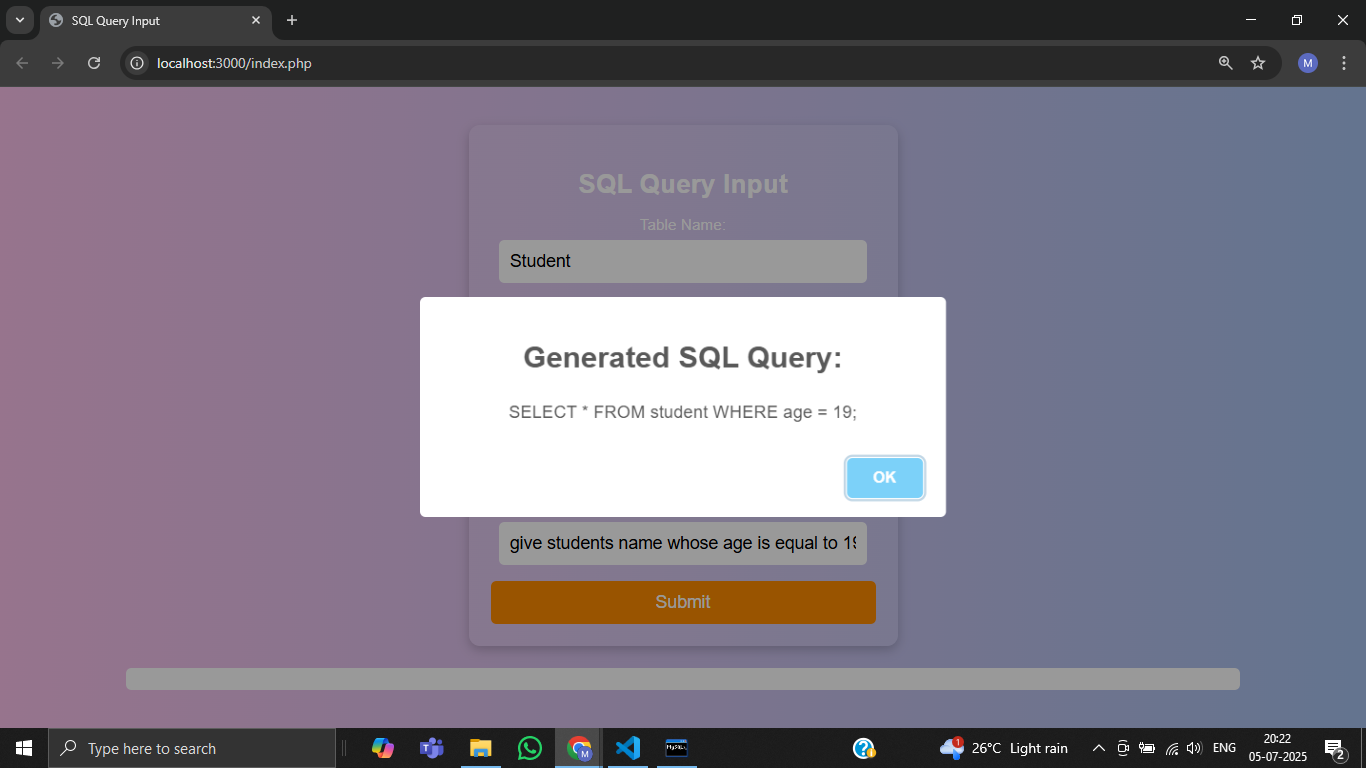 SQL Query Input
localhost:3000/index.php
M
SQL Query Input
Table Name:
Student
Generated SQL Query:
SELECT * FROM student WHERE age = 19;
OK
give students name whose age is equal to 19
Submit
Type here to search
M
MySQL
1
26°C Light rain
ENG
20:22
05-07-2025
2